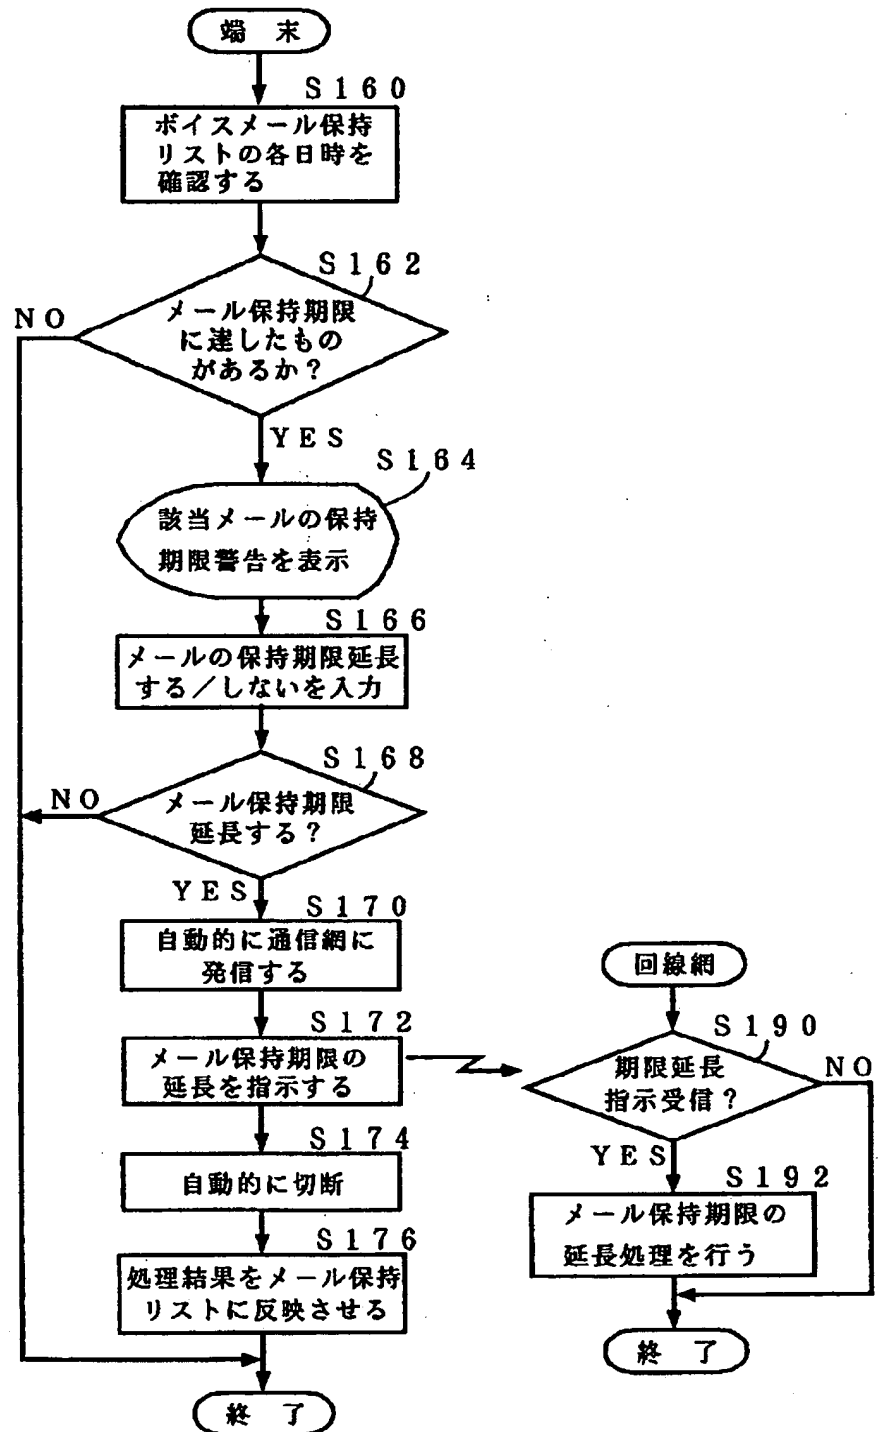 端 末
S160
ボイスメール保持
リストの各日時を
確認する
S162
NO
メール保持期限
に達したもの
があるか？
YES
S164
該当メールの保持
期限警告を表示
S166
メールの保持期限延長
する／しないを入力
S168
NO
メール保持期限
延長する？
YES
S170
自動的に通信網に
発信する
S172
メール保持期限の
延長を指示する
S174
自動的に切断
S176
処理結果をメール保持
リストに反映させる
終 了
回線網
S190
期限延長
指示受信？
NO
YES
S192
メール保持期限の
延長処理を行う
終 了